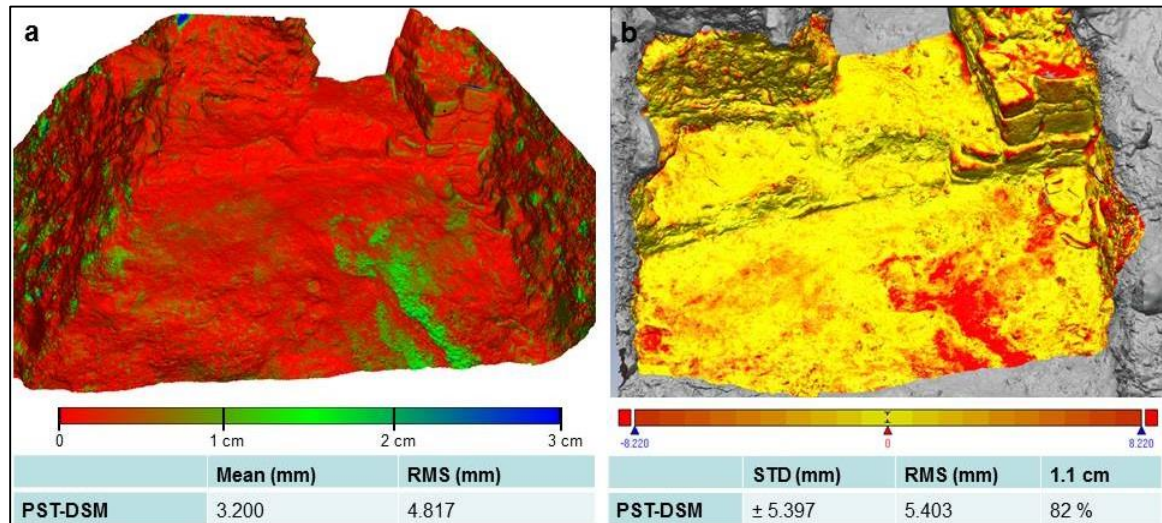 a
b
0 1 cm 2 cm 3 cm
-8.220 0 8.220
Mean (mm) RMS (mm)
PST-DSM 3.200 4.817
STD (mm) RMS (mm) 1.1 cm
PST-DSM ± 5.397 5.403 82 %